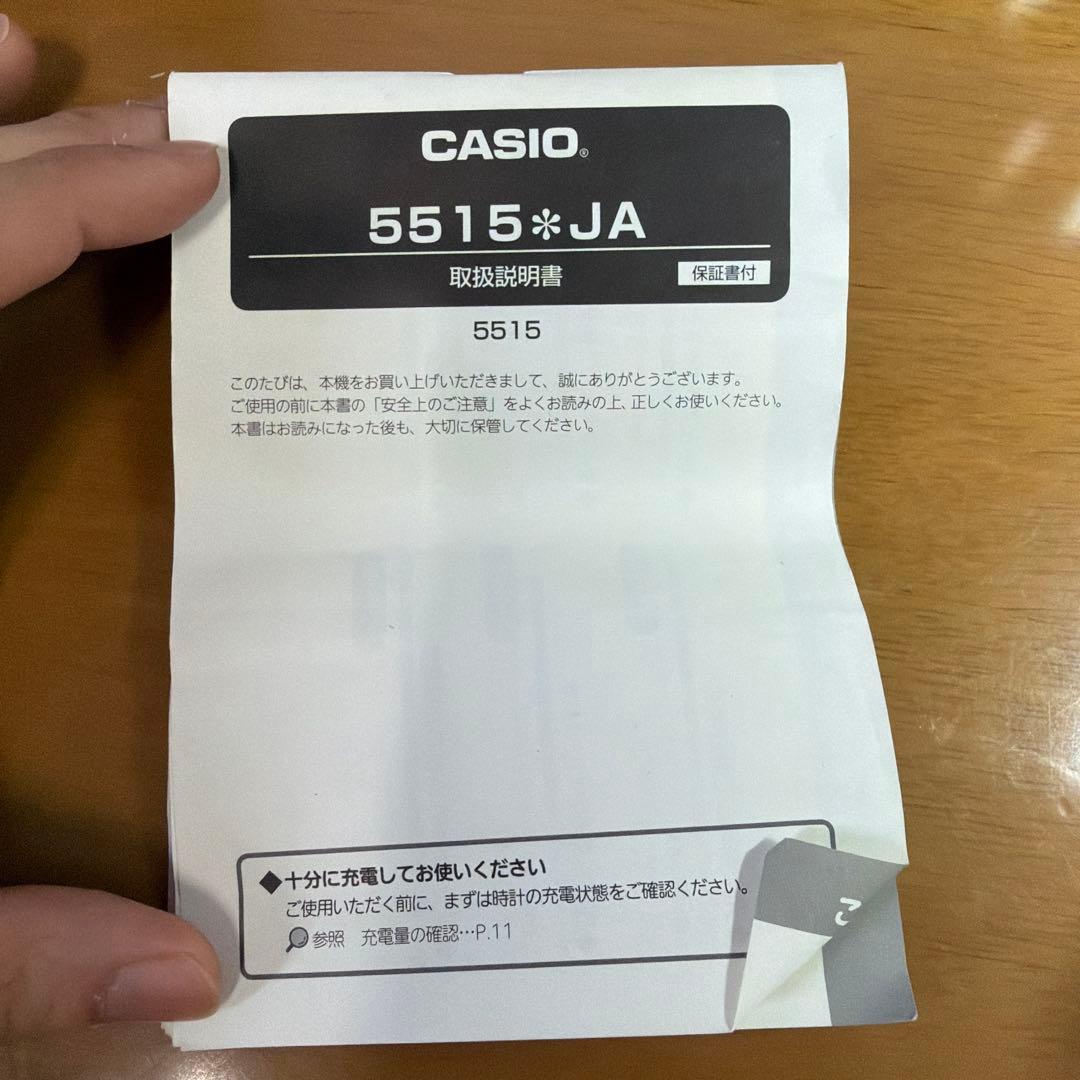 CASIO®
5515✻JA
取扱説明書
保証書付
5515
このたびは、本機をお買い上げいただきまして、誠にありがとうございます。
ご使用の前に本書の「安全上のご注意」をよくお読みの上、正しくお使いください。
本書はお読みになった後も、大切に保管してください。
◆十分に充電してお使いください
ご使用いただく前に、まずは時計の充電状態をご確認ください。
参照 充電量の確認…P.11